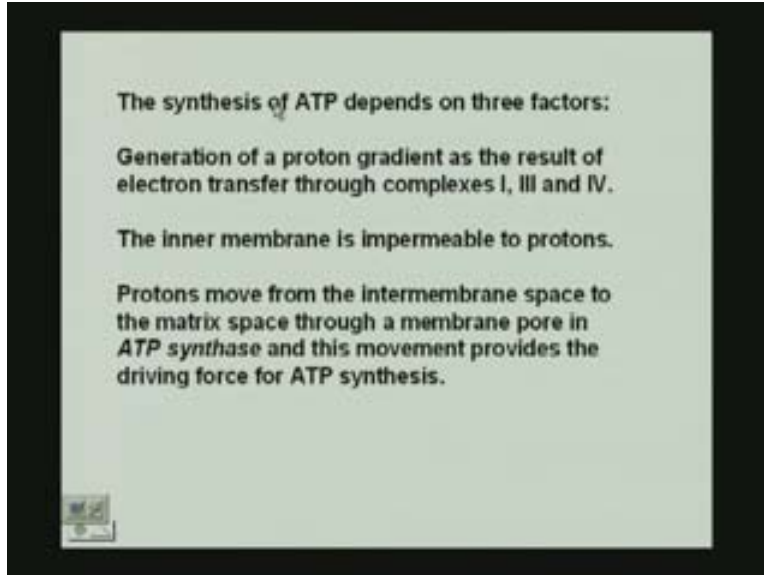 The synthesis of ATP depends on three factors:
Generation of a proton gradient as the result of
electron transfer through complexes I, III and IV.
The inner membrane is impermeable to protons.
Protons move from the intermembrane space to
the matrix space through a membrane pore in
ATP synthase and this movement provides the
driving force for ATP synthesis.